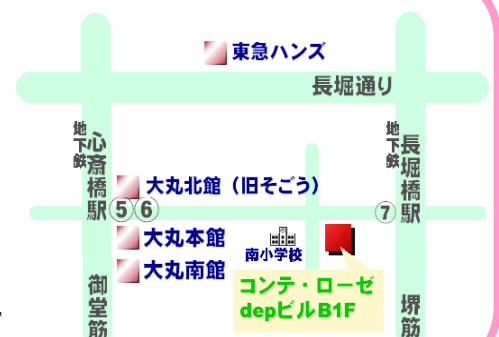 東急ハンズ
長堀通り
地下鉄
心斎橋駅
地下鉄
長堀橋駅
大丸北館（旧そごう）
⑤⑥
⑦
大丸本館
南小学校
大丸南館
コンテ・ローゼ
depビルB1F
御堂筋
堺筋